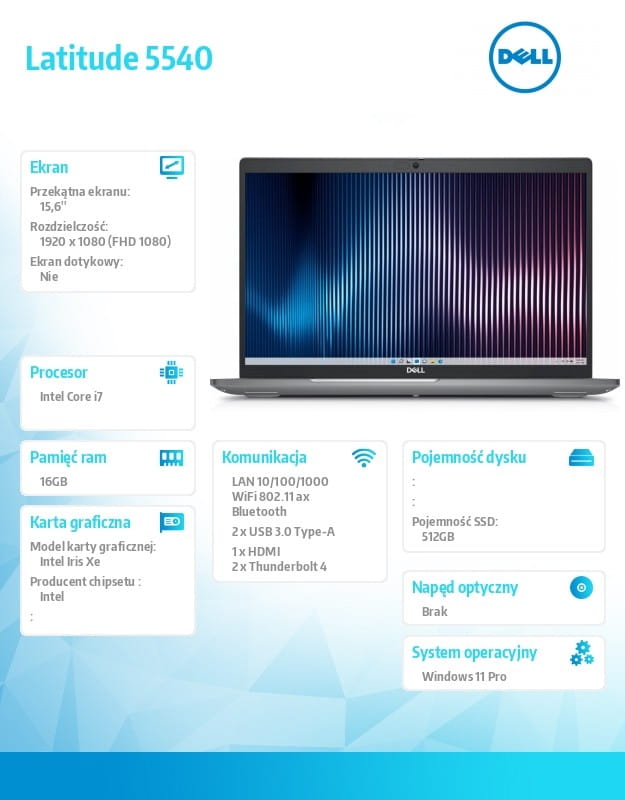 Latitude 5540
DELL
Ekran
Przekątna ekranu:
15,6"
Rozdzielczość:
1920 x 1080 (FHD 1080)
Ekran dotykowy:
Nie
DELL
Procesor
Intel Core i7
Pamięć ram
16GB
Karta graficzna
Model karty graficznej:
Intel Iris Xe
Producent chipsetu :
Intel
:
Komunikacja
LAN 10/100/1000
WiFi 802.11 ax
Bluetooth
2 x USB 3.0 Type-A
1 x HDMI
2 x Thunderbolt 4
Pojemność dysku
:
:
Pojemność SSD:
512GB
Napęd optyczny
Brak
System operacyjny
Windows 11 Pro